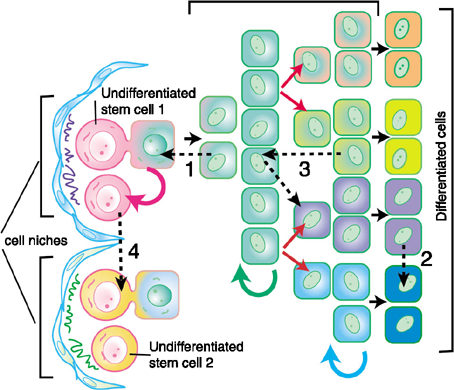 Undifferentiated
stem cell 1
1
3
cell niches
4
2
Differentiated cells
Undifferentiated
stem cell 2